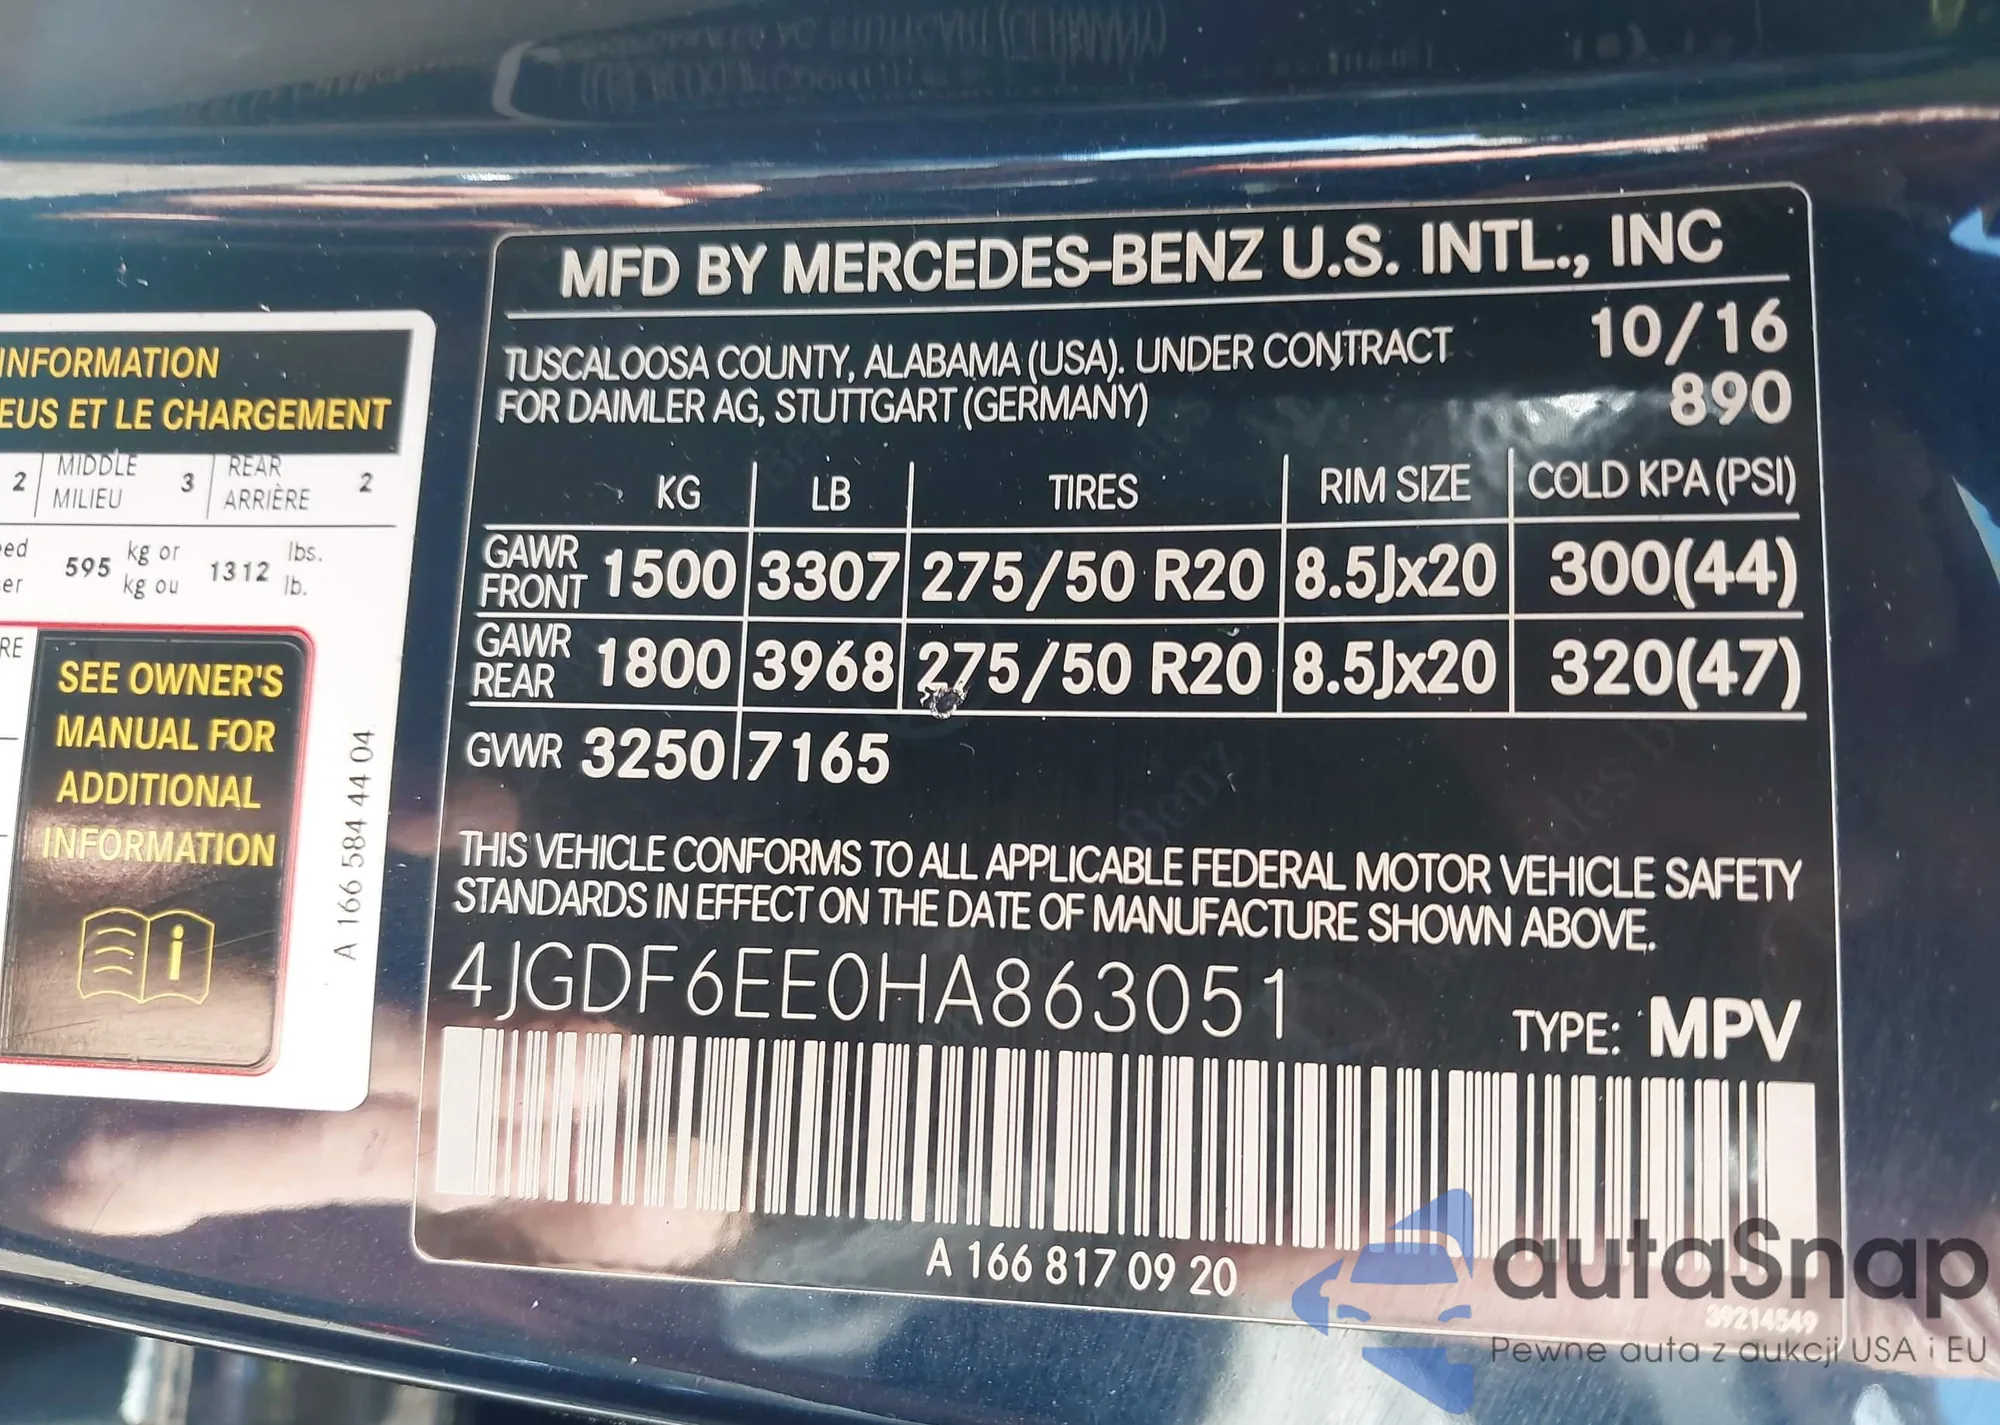 INFORMATION
EUS ET LE CHARGEMENT
2 MIDDLE MILIEU 3 REAR ARRIÈRE 2
595 kg or kg ou 1312 lbs. lb.
RE
SEE OWNER'S
MANUAL FOR
ADDITIONAL
INFORMATION
A 166 584 44 04
MFD BY MERCEDES-BENZ U.S. INTL., INC
TUSCALOOSA COUNTY, ALABAMA (USA). UNDER CONTRACT
FOR DAIMLER AG, STUTTGART (GERMANY)
10/16
890
KG LB TIRES RIM SIZE COLD KPA (PSI)
GAWR FRONT 1500 3307 275/50 R20 8.5Jx20 300(44)
GAWR REAR 1800 3968 275/50 R20 8.5Jx20 320(47)
GVWR 3250 7165
THIS VEHICLE CONFORMS TO ALL APPLICABLE FEDERAL MOTOR VEHICLE SAFETY
STANDARDS IN EFFECT ON THE DATE OF MANUFACTURE SHOWN ABOVE.
4JGDF6EE0HA863051
TYPE: MPV
A 166 817 09 20
39214549
autaSnap
Pewne auta z aukcji USA i EU